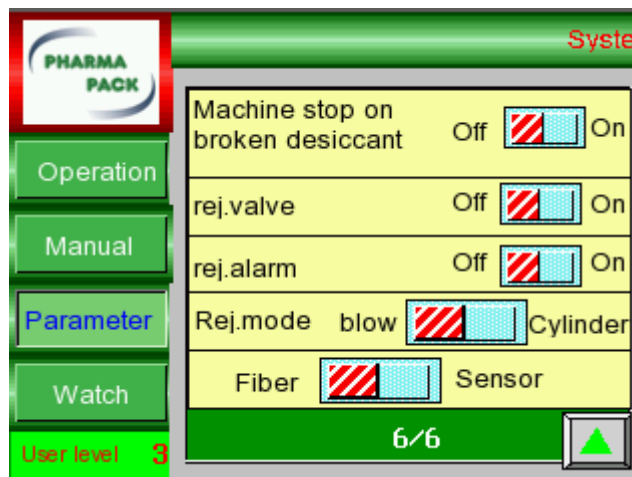 PHARMA
PACK
Syste
Operation
Manual
Parameter
Watch
User level 3
Machine stop on
broken desiccant
Off On
rej.valve Off On
rej.alarm Off On
Rej.mode blow Cylinder
Fiber Sensor
6/6